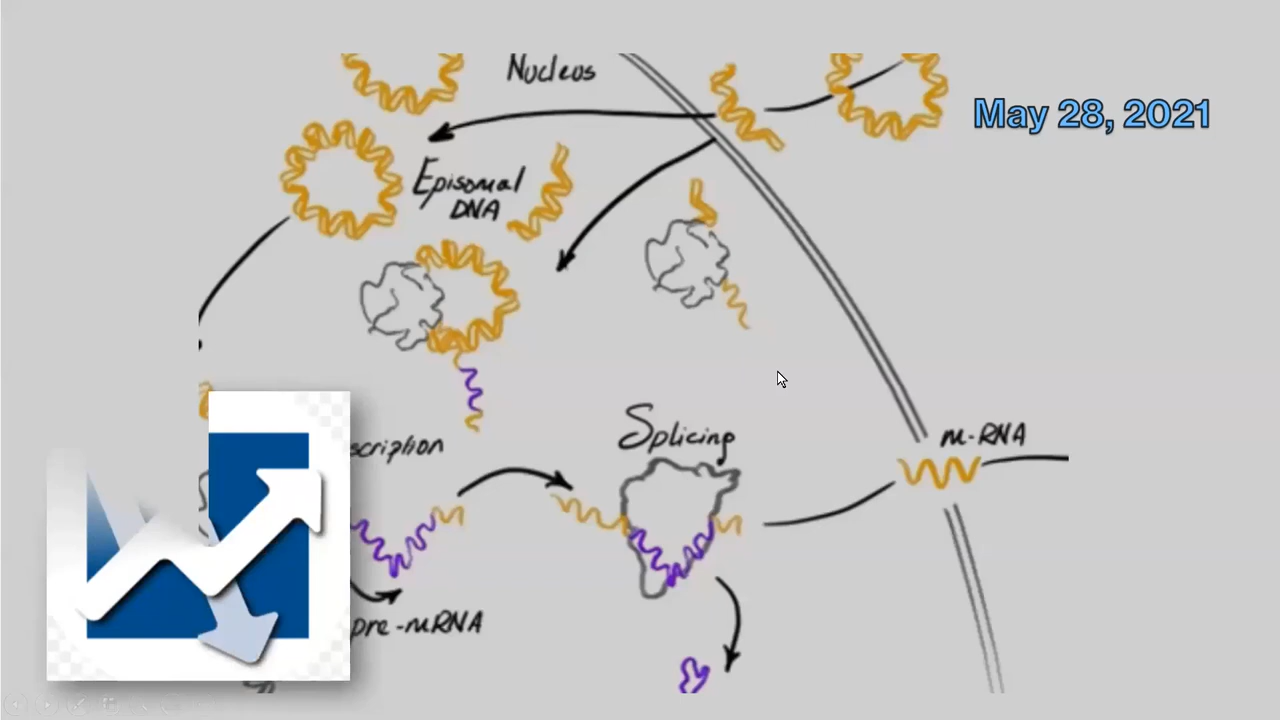 Nucleus
May 28, 2021
Episomal
DNA
scription
Splicing
m-RNA
pre-mRNA